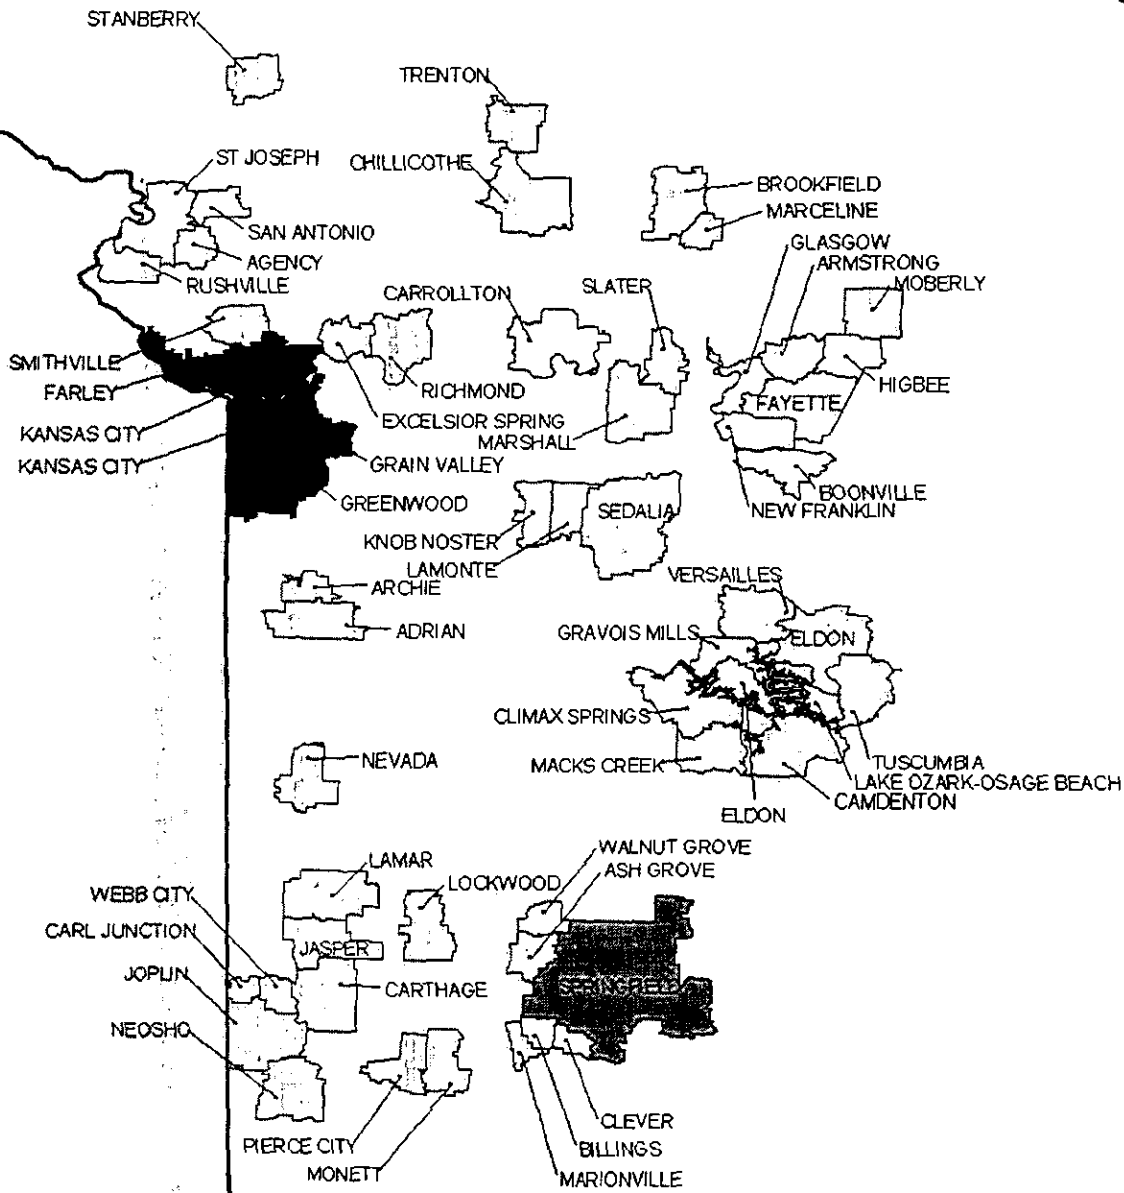 STANBERRY
TRENTON
ST JOSEPH
CHILLICOTHE
BROOKFIELD
MARCELINE
SAN ANTONIO
GLASGOW
AGENCY
ARMSTRONG
RUSHVILLE
MOBERLY
CARROLLTON
SLATER
SMITHVILLE
FARLEY
RICHMOND
HIGBEE
FAYETTE
EXCELSIOR SPRING
KANSAS CITY
MARSHALL
KANSAS CITY
GRAIN VALLEY
BOONVILLE
GREENWOOD
SEDALIA
NEW FRANKLIN
KNOB NOSTER
LAMONTE
VERSAILLES
ARCHIE
ADRIAN
GRAVOIS MILLS
ELDON
CLIMAX SPRINGS
NEVADA
MACKS CREEK
TUSCUMBIA
LAKE OZARK-OSAGE BEACH
CAMDENTON
ELDON
WALNUT GROVE
LAMAR
ASH GROVE
LOCKWOOD
WEBB CITY
CARL JUNCTION
JASPER
JOPLIN
CARTHAGE
SPRINGFIELD
NEOSHO
CLEVER
PIERCE CITY
BILLINGS
MONETT
MARIONVILLE